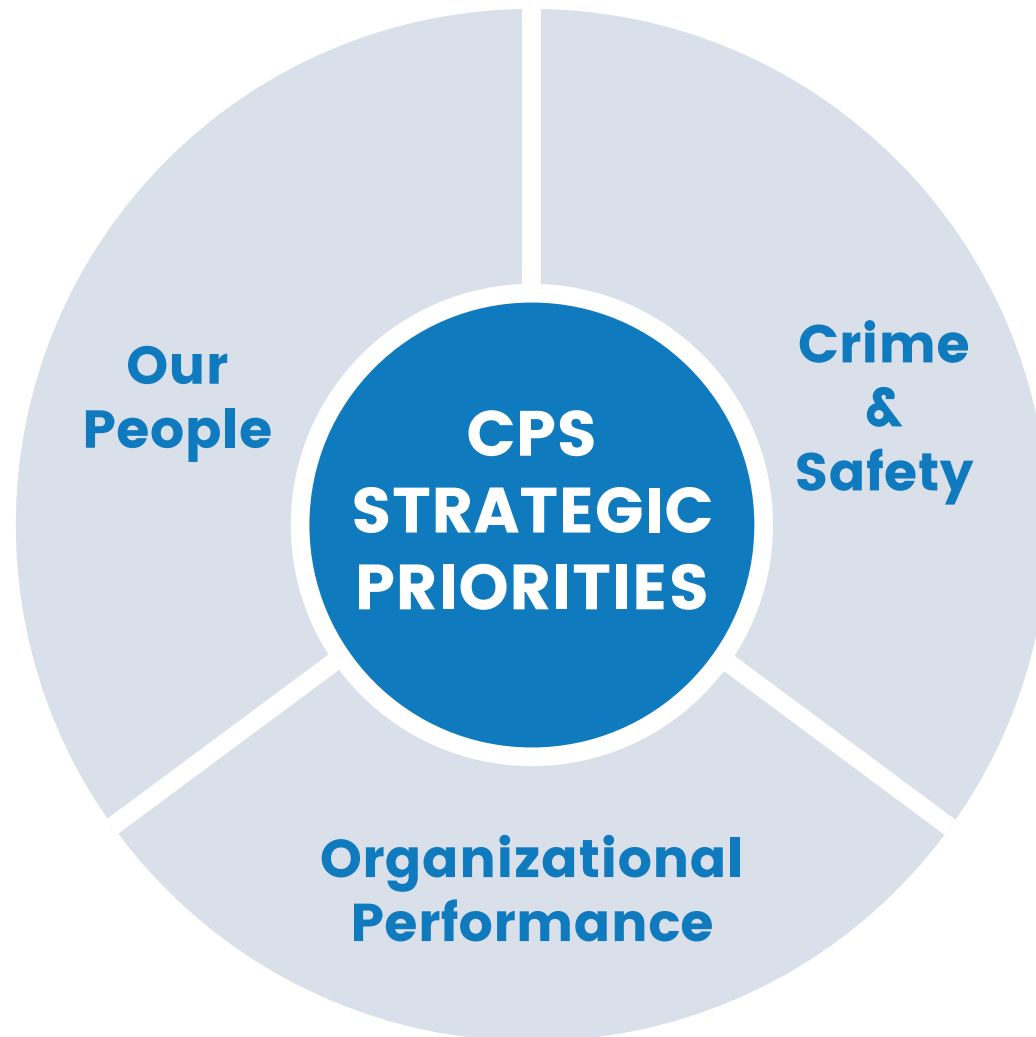 CPS
STRATEGIC
PRIORITIES
Our
People
Crime
&
Safety
Organizational
Performance